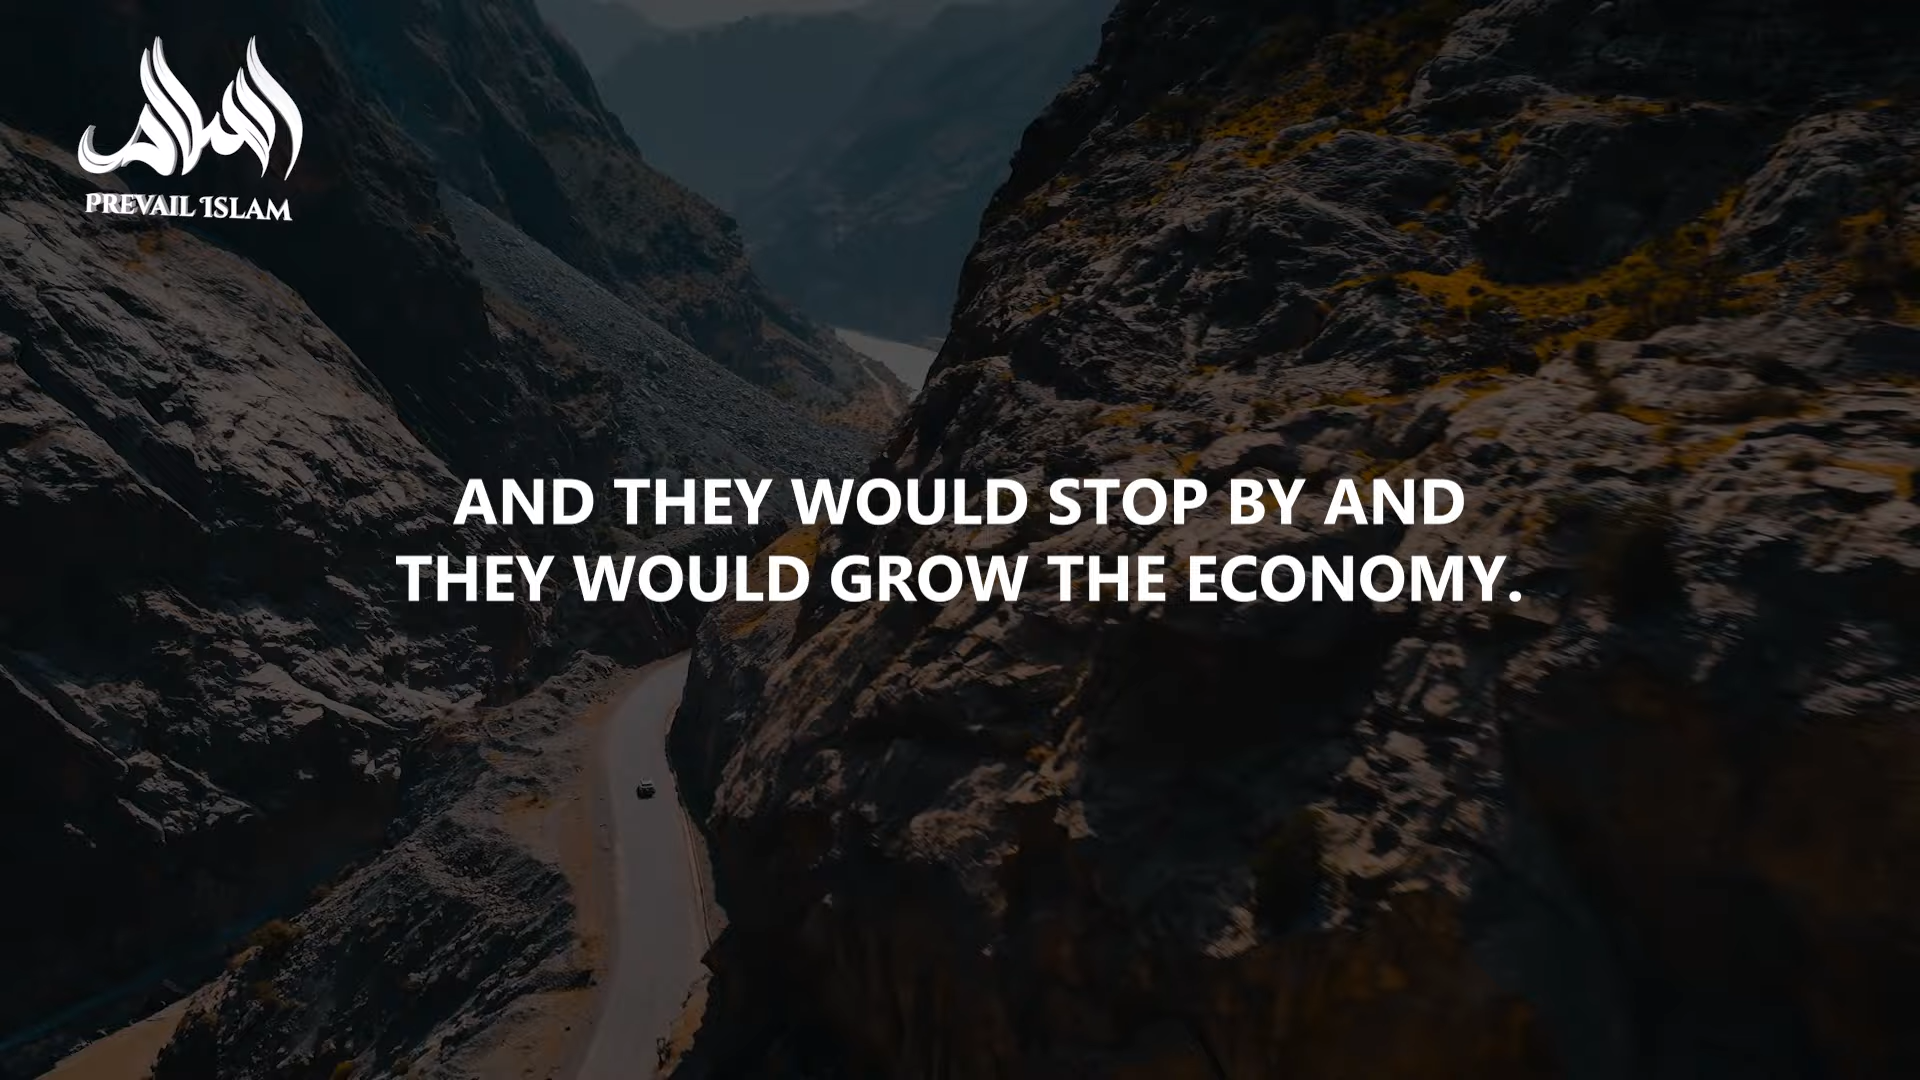 PREVAIL ISLAM
AND THEY WOULD STOP BY AND
THEY WOULD GROW THE ECONOMY.